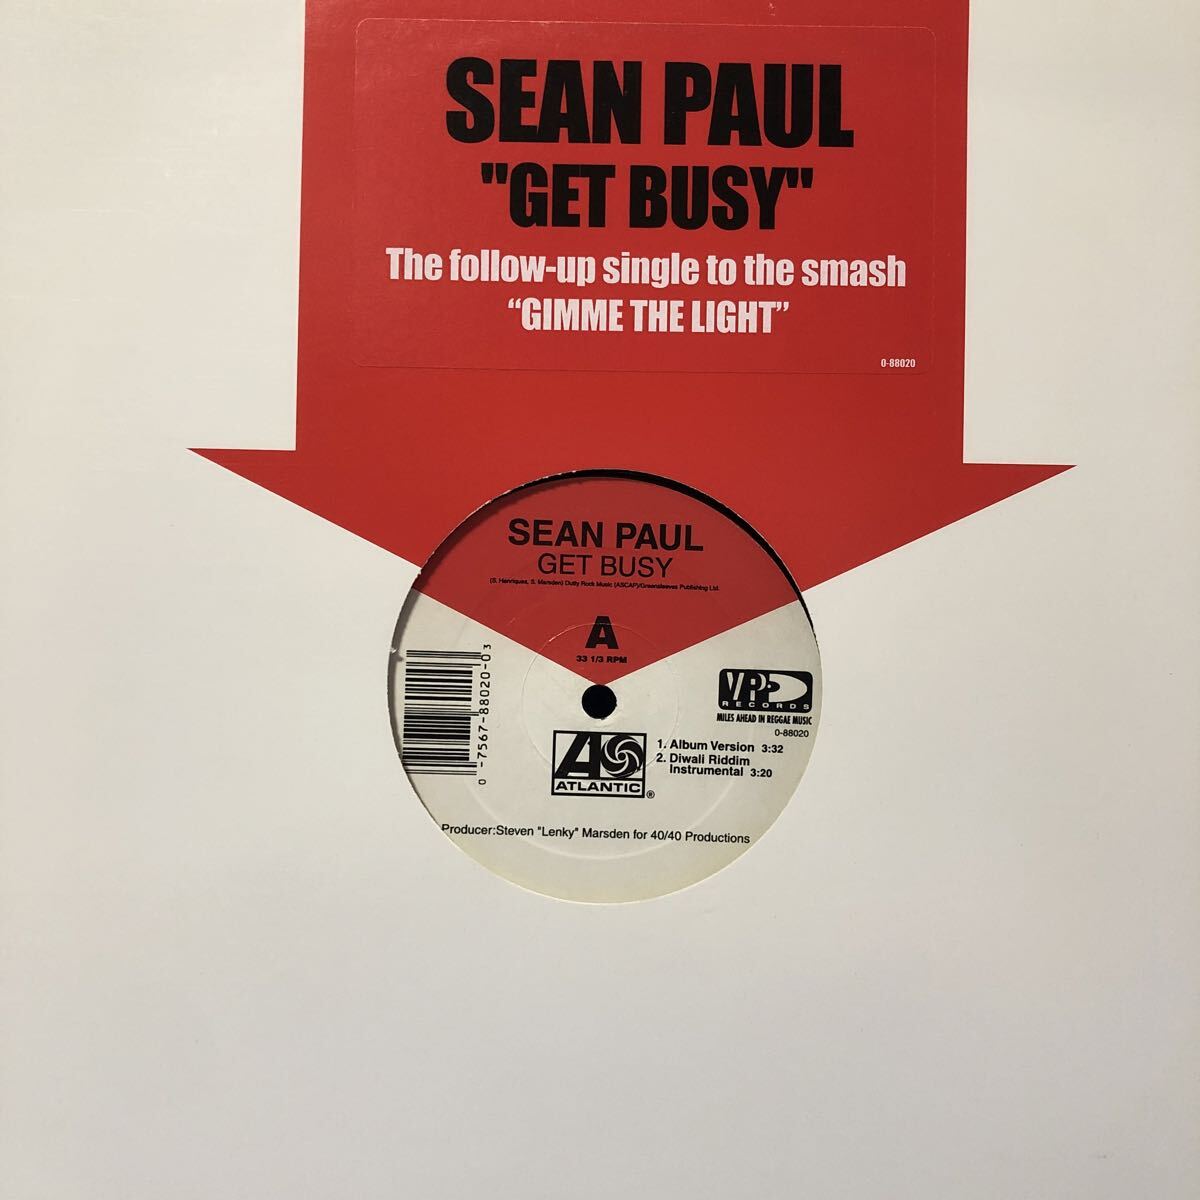 SEAN PAUL
"GET BUSY"
The follow-up single to the smash
“GIMME THE LIGHT”
0-88020
SEAN PAUL
GET BUSY
(S. Henriques, S. Marsden) Dutty Rock Music (ASCAP)/Greensleeves Publishing Ltd.
A
33 1/3 RPM
0 -7567-88020-0 3
VP
RECORDS
MILES AHEAD IN REGGAE MUSIC
0-88020
1. Album Version 3:32
2. Diwali Riddim
Instrumental 3:20
ATLANTIC®
Producer:Steven "Lenky" Marsden for 40/40 Productions